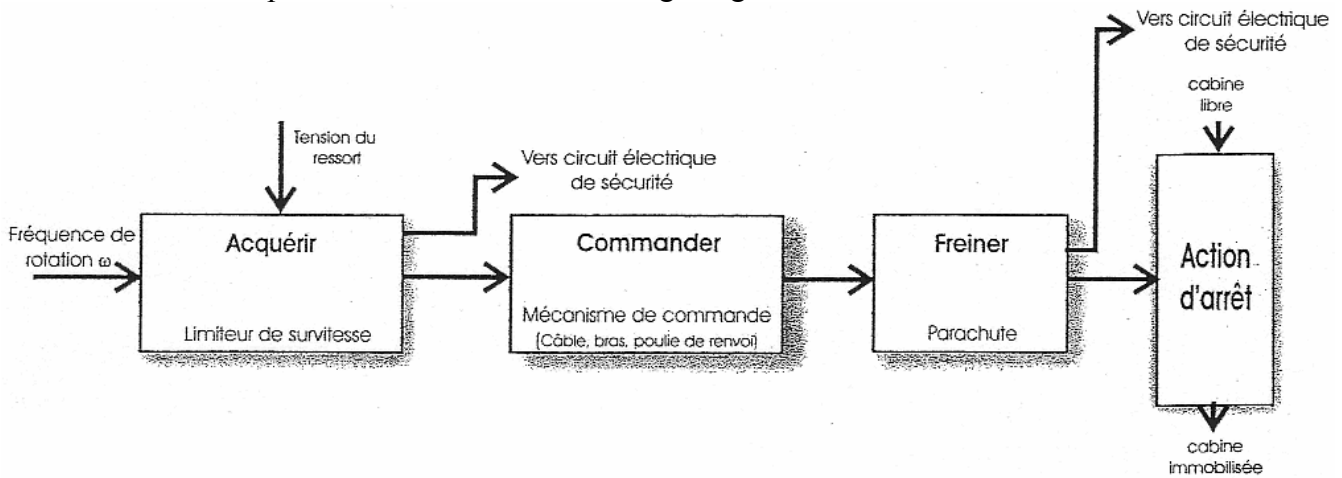 Vers circuit électrique
de sécurité
cabine
libre
Tension du
ressort
Vers circuit électrique
de sécurité
Fréquence de
rotation ω
Acquérir
Limiteur de survitesse
Commander
Mécanisme de commande
(Câble, bras, poulie de renvoi)
Freiner
Parachute
Action
d'arrêt
cabine
immobilisée